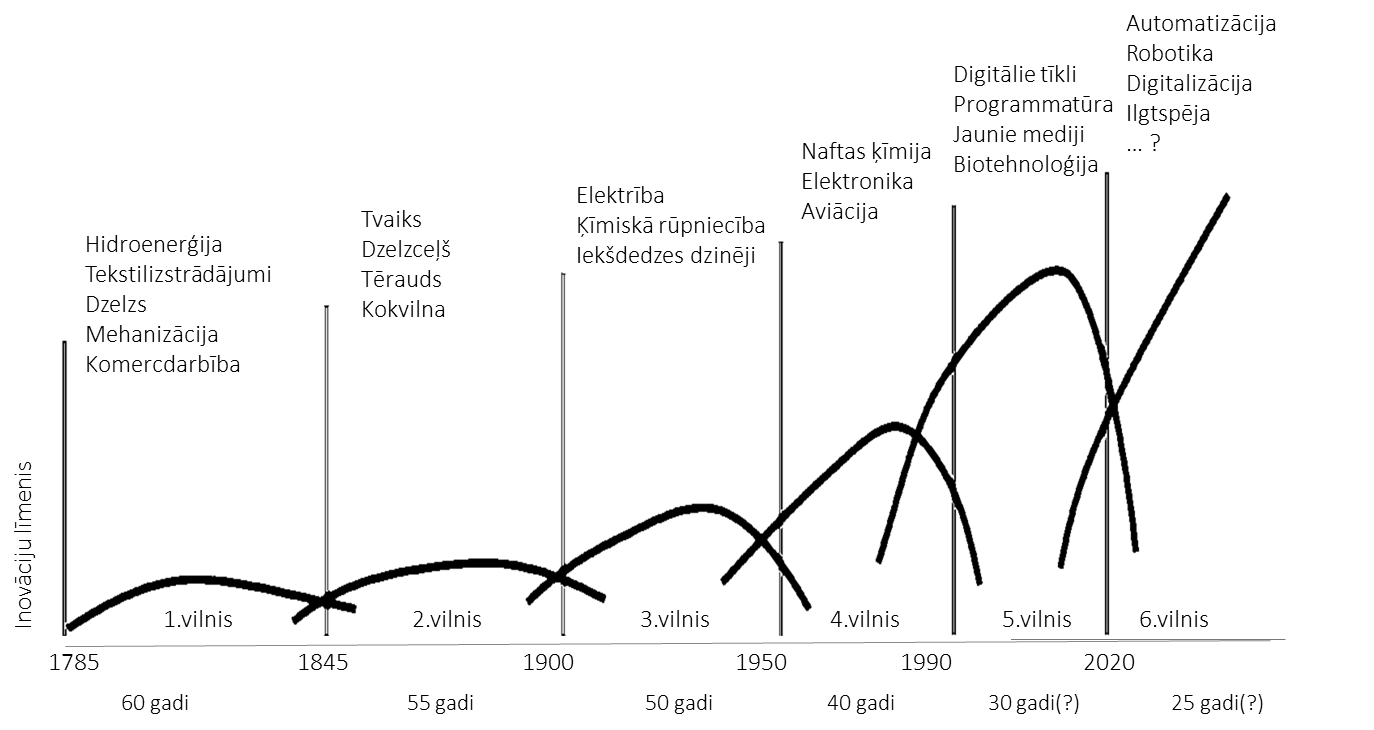 Automatizācija
Robotika
Digitalizācija
Ilgtspēja
... ?
Digitālie tīkli
Programmatūra
Jaunie mediji
Biotehnoloģija
Naftas ķīmija
Elektronika
Aviācija
Elektrība
Ķīmiskā rūpniecība
Iekšdedzes dzinēji
Tvaiks
Dzelzceļš
Tērauds
Kokvilna
Hidroenerģija
Tekstilizstrādājumi
Dzelzs
Mehanizācija
Komercdarbība
Inovāciju līmenis
1.vilnis 2.vilnis 3.vilnis 4.vilnis 5.vilnis 6.vilnis
1785 1845 1900 1950 1990 2020
60 gadi 55 gadi 50 gadi 40 gadi 30 gadi(?) 25 gadi(?)